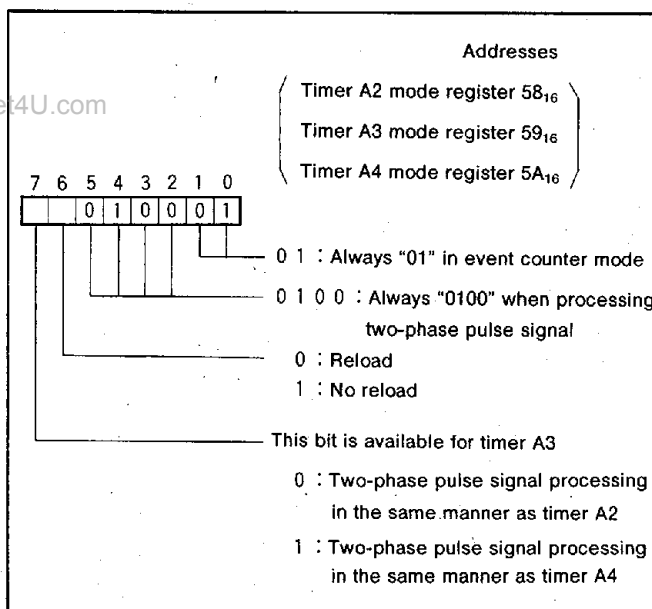 Addresses
et4U.com
Timer A2 mode register 58₁₆
Timer A3 mode register 59₁₆
Timer A4 mode register 5A₁₆
7 6 5 4 3 2 1 0
0 1 0 0 0 1
0 1 : Always "01" in event counter mode
0 1 0 0 : Always "0100" when processing
two-phase pulse signal
0 : Reload
1 : No reload
This bit is available for timer A3
0 : Two-phase pulse signal processing
in the same manner as timer A2
1 : Two-phase pulse signal processing
in the same manner as timer A4